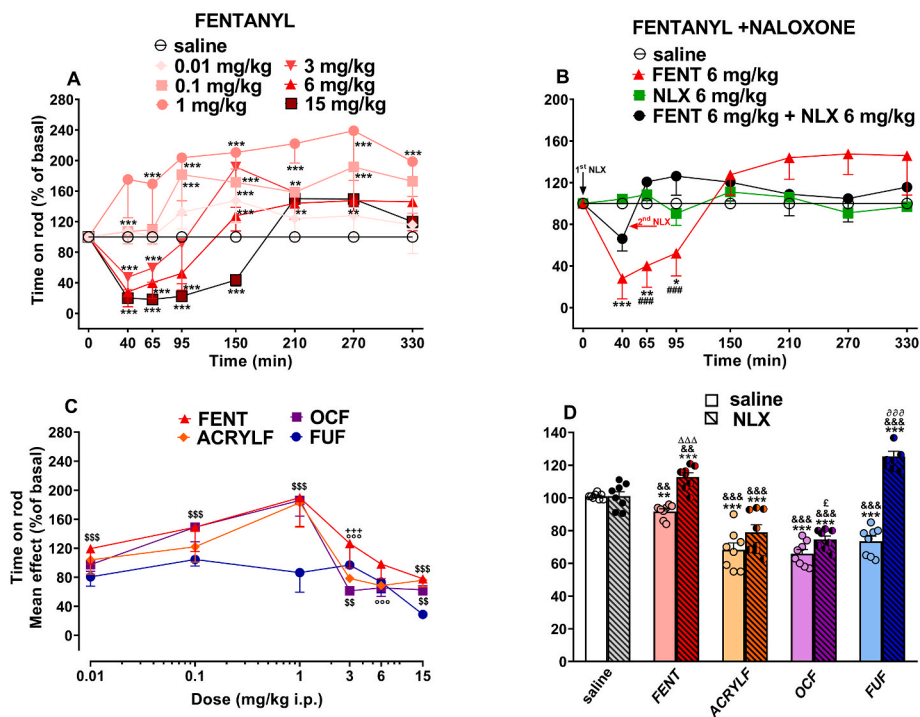 FENTANYL
saline
0.01 mg/kg
3 mg/kg
0.1 mg/kg
6 mg/kg
1 mg/kg
15 mg/kg
A
Time on rod (% of basal)
280
240
200
160
120
80
40
0
0 40 65 95 150 210 270 330
Time (min)
*** *** *** *** *** *** *** *** *** *** *** ** ** *** *** ** *** *** *** *** *** *** *** ***
FENTANYL +NALOXONE
saline
FENT 6 mg/kg
NLX 6 mg/kg
FENT 6 mg/kg + NLX 6 mg/kg
B
280
240
200
160
120
80
40
0
1st NLX
2nd NLX
*** ** ### * ###
0 40 65 95 150 210 270 330
Time (min)
C
FENT
OCF
ACRYLF
FUF
Time on rod
Mean effect (%of basal)
280
240
200
160
120
80
40
0
$$$ $$$ $$$ +++ °°° $$$
$$ °°° $$
0.01 0.1 1 3 6 15
Dose (mg/kg i.p.)
D
saline
NLX
140
120
100
80
60
40
20
0
&& ** ΔΔΔ && *** &&& *** &&& *** &&& *** £ &&& *** &&& *** ∂∂∂ &&& ***
saline FENT ACRYLF OCF FUF